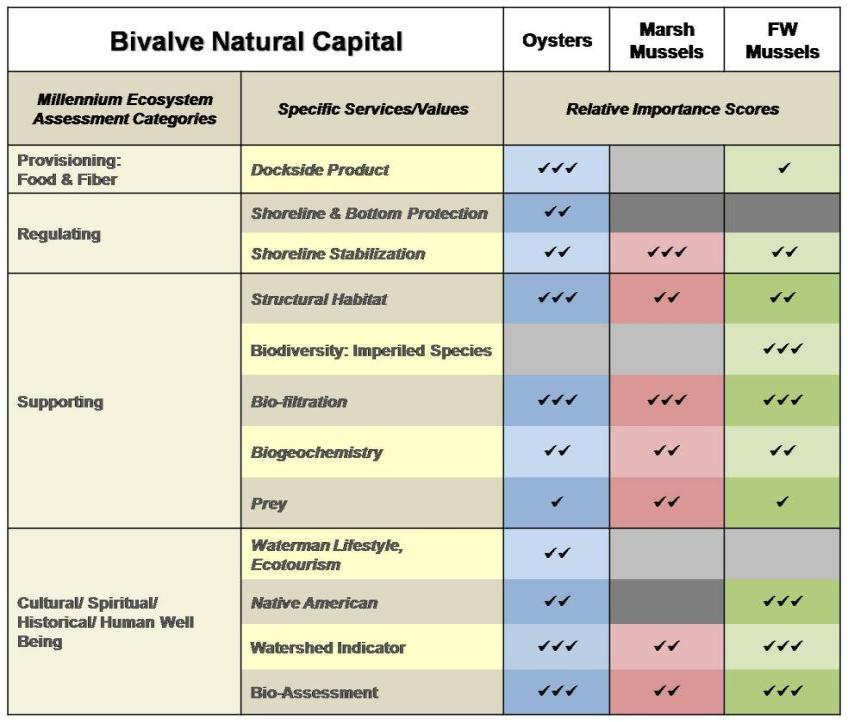 Bivalve Natural Capital
Oysters
Marsh
Mussels
FW
Mussels
Millennium Ecosystem
Assessment Categories
Specific Services/Values
Relative Importance Scores
Provisioning:
Food & Fiber
Dockside Product
✓✓✓
✓
Regulating
Shoreline & Bottom Protection
✓✓
Shoreline Stabilization
✓✓
✓✓✓
✓✓
Supporting
Structural Habitat
✓✓✓
✓✓
✓✓
Biodiversity: Imperiled Species
✓✓✓
Bio-filtration
✓✓✓
✓✓✓
✓✓✓
Biogeochemistry
✓✓
✓✓
✓✓
Prey
✓
✓✓
✓
Cultural/ Spiritual/
Historical/ Human Well
Being
Waterman Lifestyle,
Ecotourism
✓✓
Native American
✓✓
✓✓✓
Watershed Indicator
✓✓✓
✓✓
✓✓✓
Bio-Assessment
✓✓✓
✓✓
✓✓✓